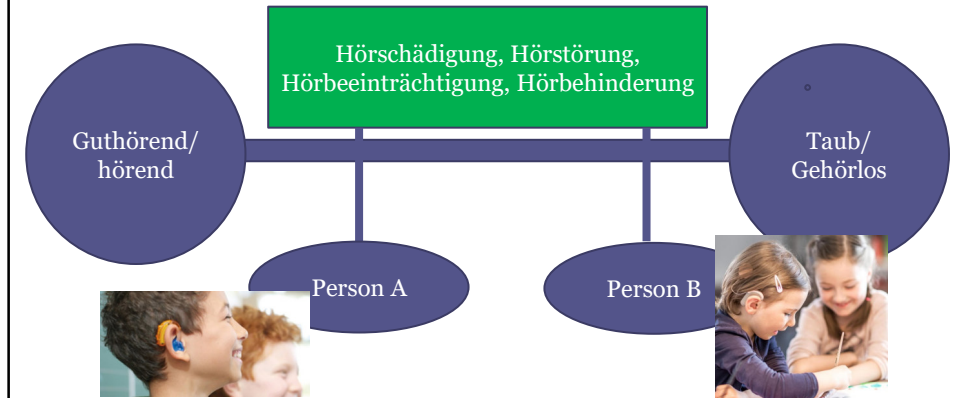 Hörschädigung, Hörstörung,
Hörbeeinträchtigung, Hörbehinderung
Guthörend/
hörend
Taub/
Gehörlos
Person A
Person B